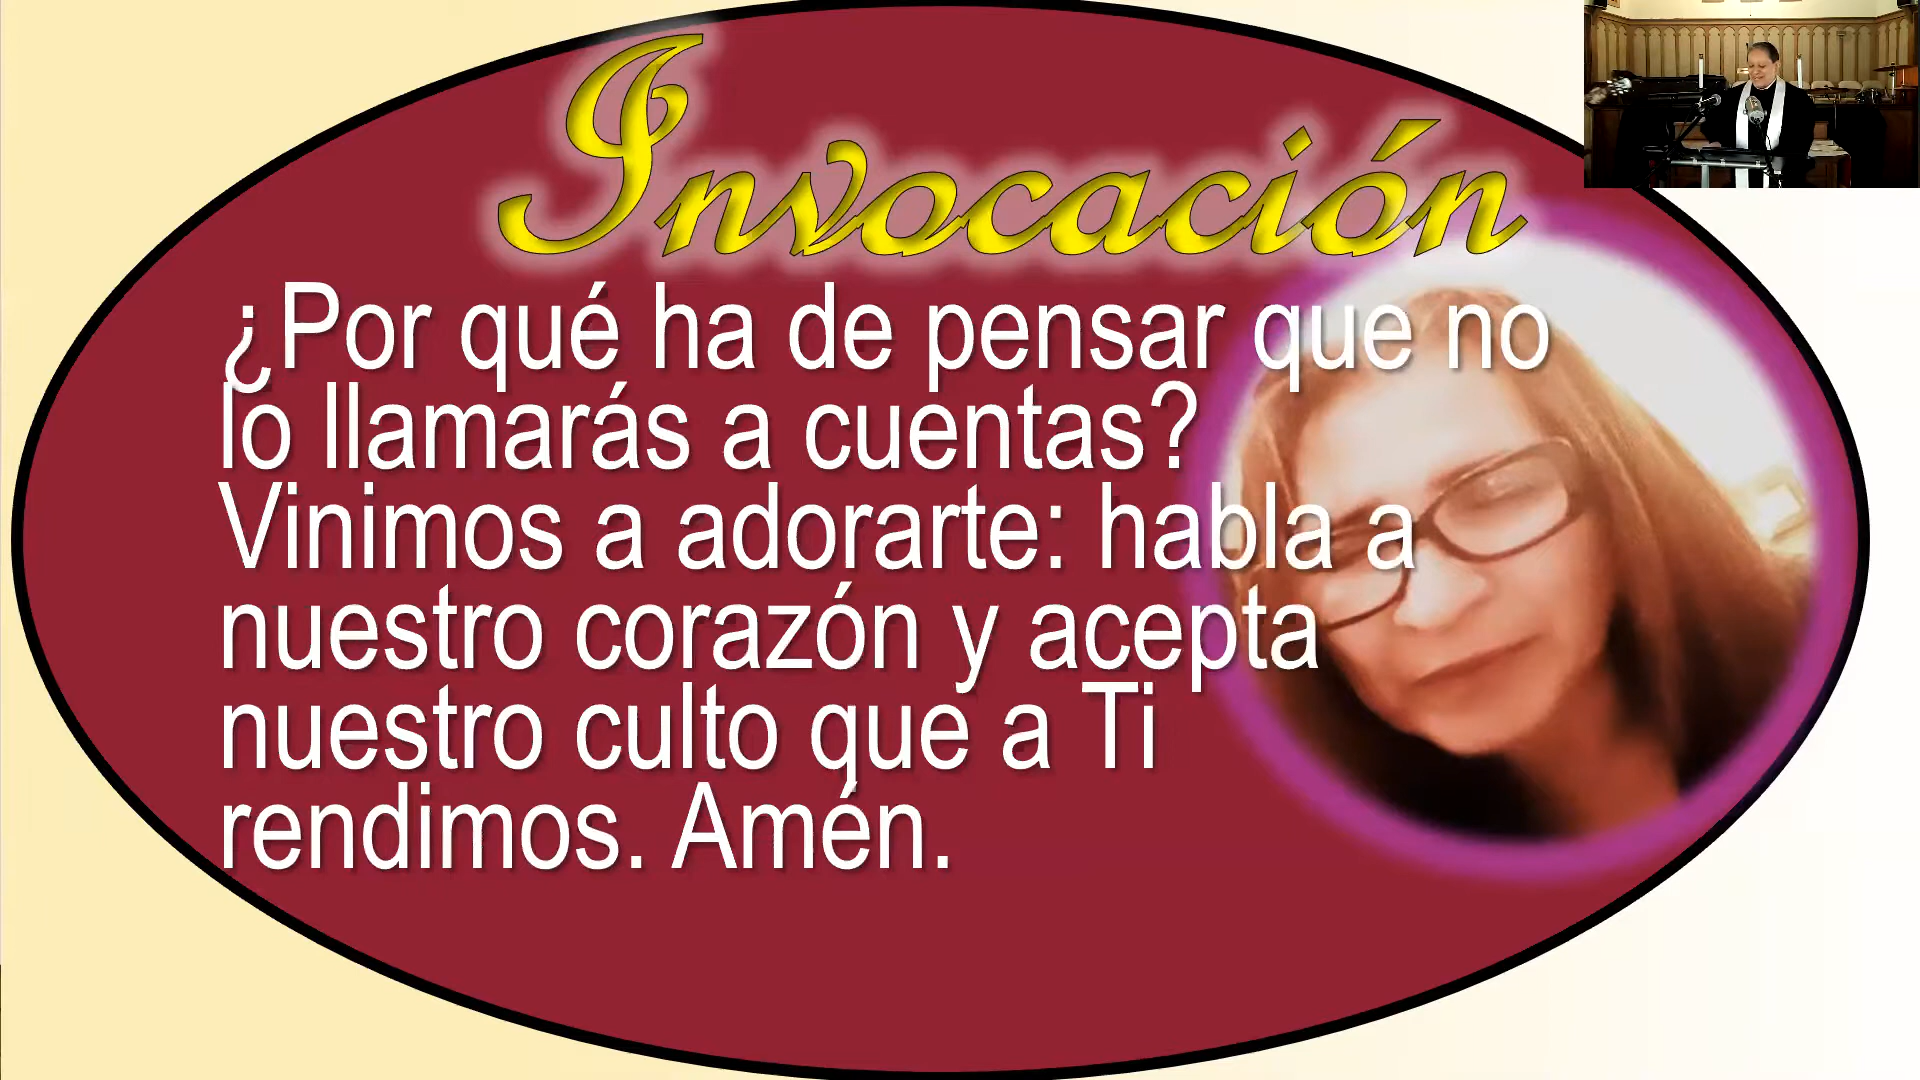 Invocación
¿Por qué ha de pensar que no
lo llamarás a cuentas?
Vinimos a adorarte: habla a
nuestro corazón y acepta
nuestro culto que a Ti
rendimos. Amén.